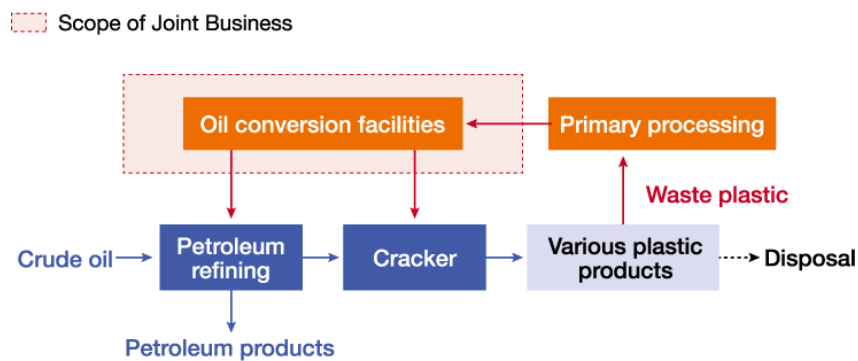 Scope of Joint Business
Oil conversion facilities
Primary processing
Waste plastic
Crude oil
Petroleum
refining
Cracker
Various plastic
products
Disposal
Petroleum products